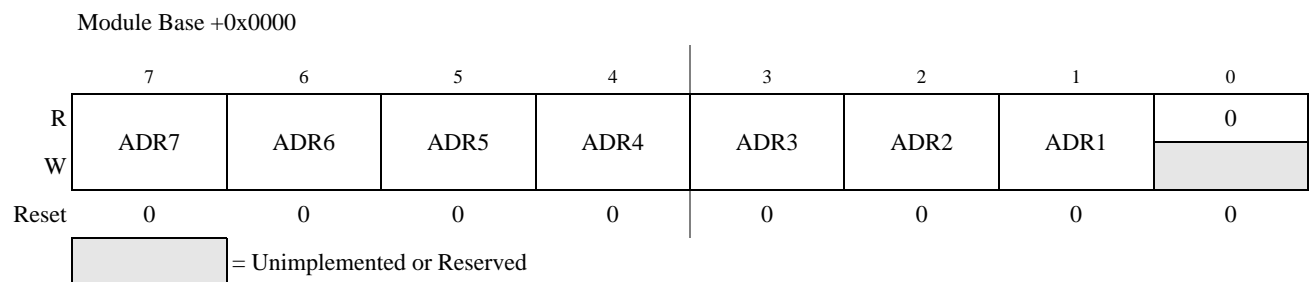 Module Base +0x0000
7 6 5 4 3 2 1 0
R 0
ADR7 ADR6 ADR5 ADR4 ADR3 ADR2 ADR1
W
Reset 0 0 0 0 0 0 0 0
= Unimplemented or Reserved